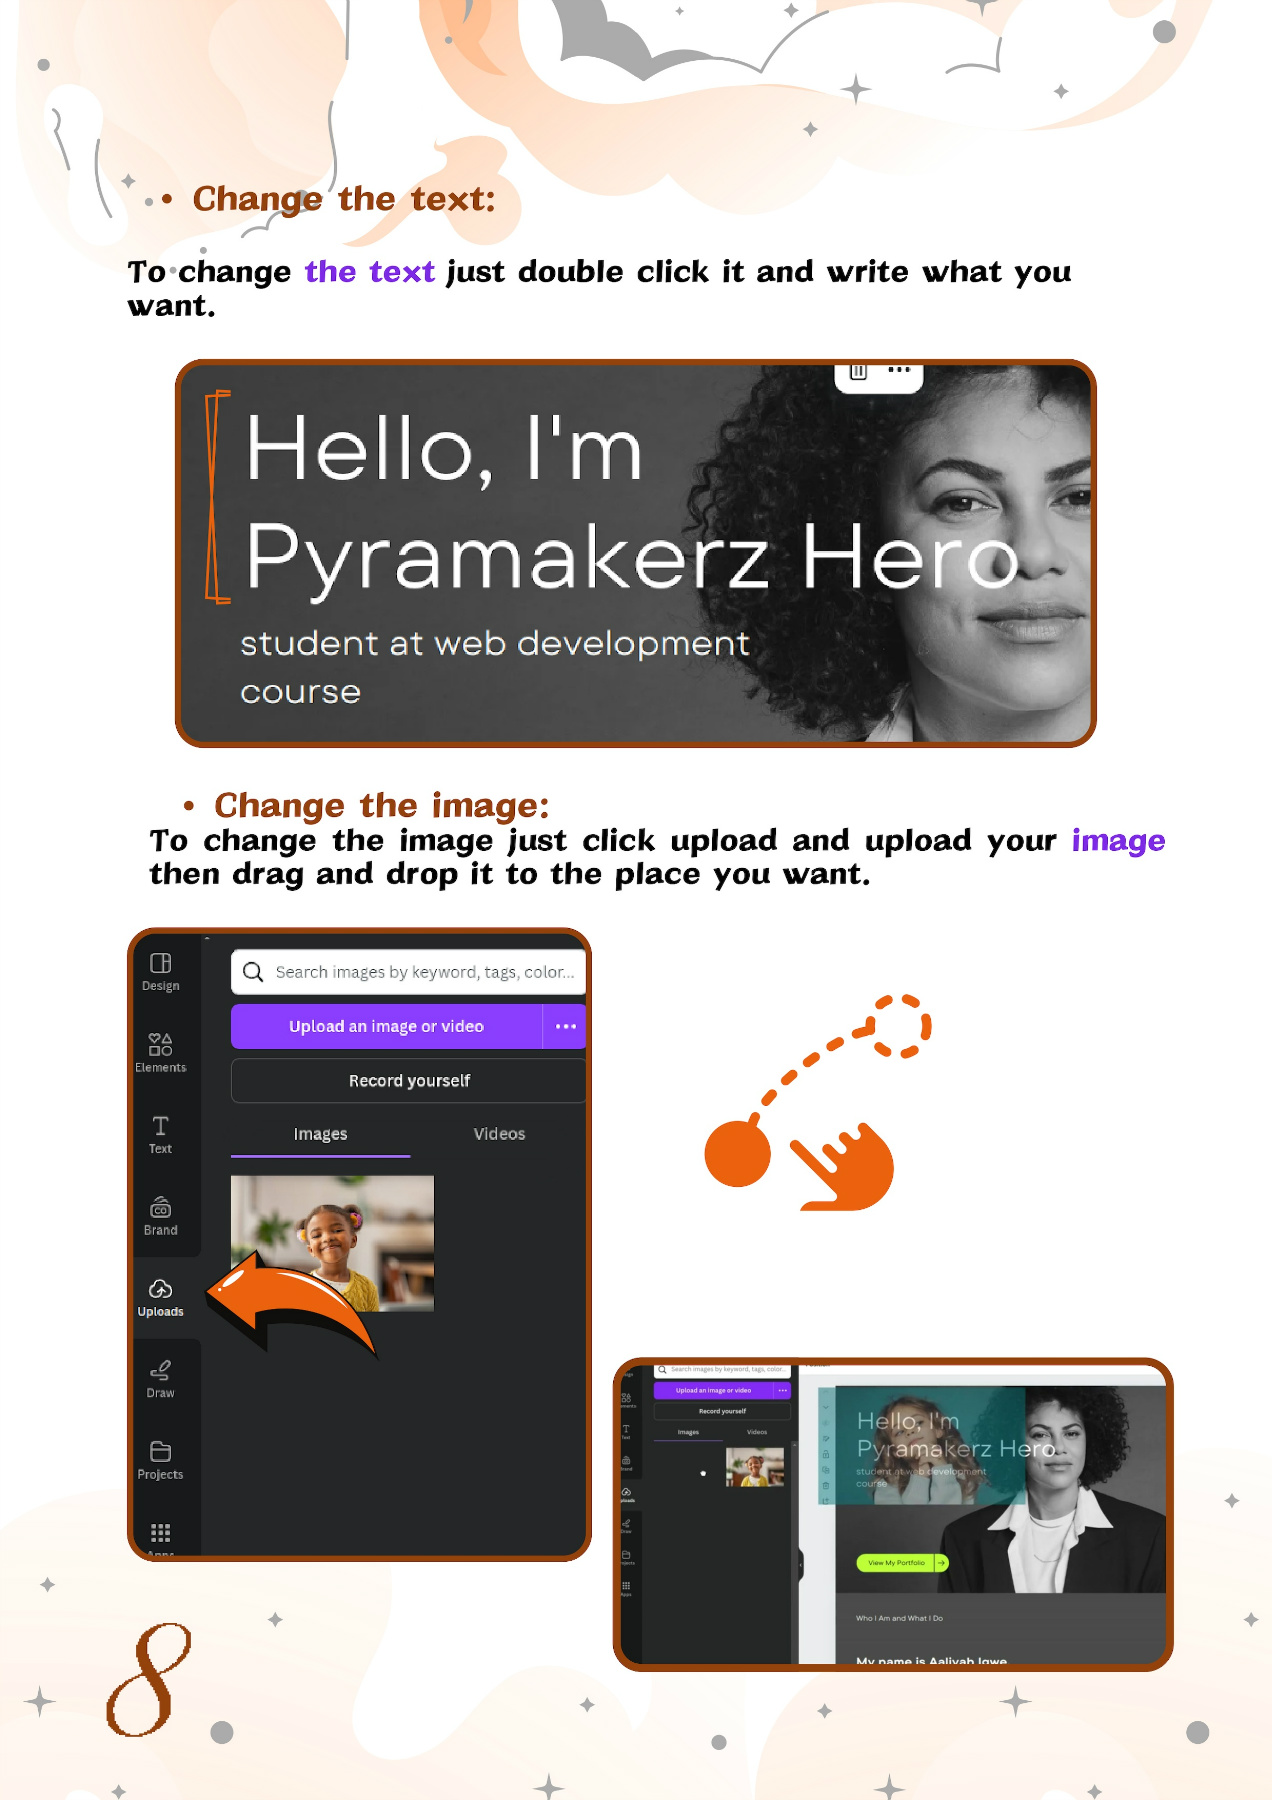 • Change the text:
To change the text just double click it and write what you
want.
Hello, I'm
Pyramakerz Hero
student at web development
course
• Change the image:
To change the image just click upload and upload your image
then drag and drop it to the place you want.
Design
Elements
Text
Brand
Uploads
Draw
Projects
Apps
Search images by keyword, tags, color...
Upload an image or video
Record yourself
Images Videos
Search images by keyword, tags, color...
Upload an image or video
Record yourself
Images Videos
Hello, I'm
Pyramakerz Hero
student at web development
course
View My Portfolio
Who I Am and What I Do
My name is Aaliyah Igwe
8